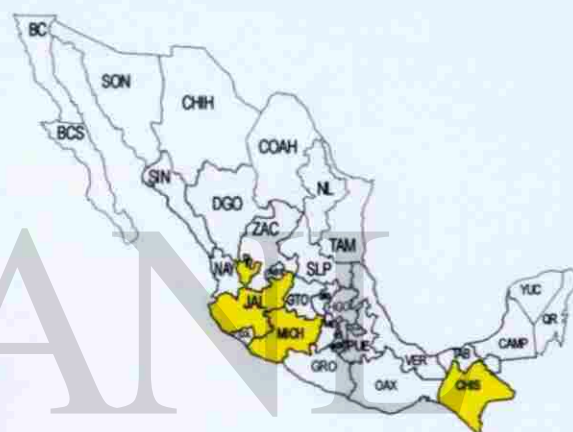 BC
SON
CHIH
BCS
COAH
SIN
NL
DGO
ZAC
TAM
NAY
SLP
JAL
GTO
MICH
PUE
GRO
OAX
VER
TAB
CAMP
YUC
QR
CHIS
ANL